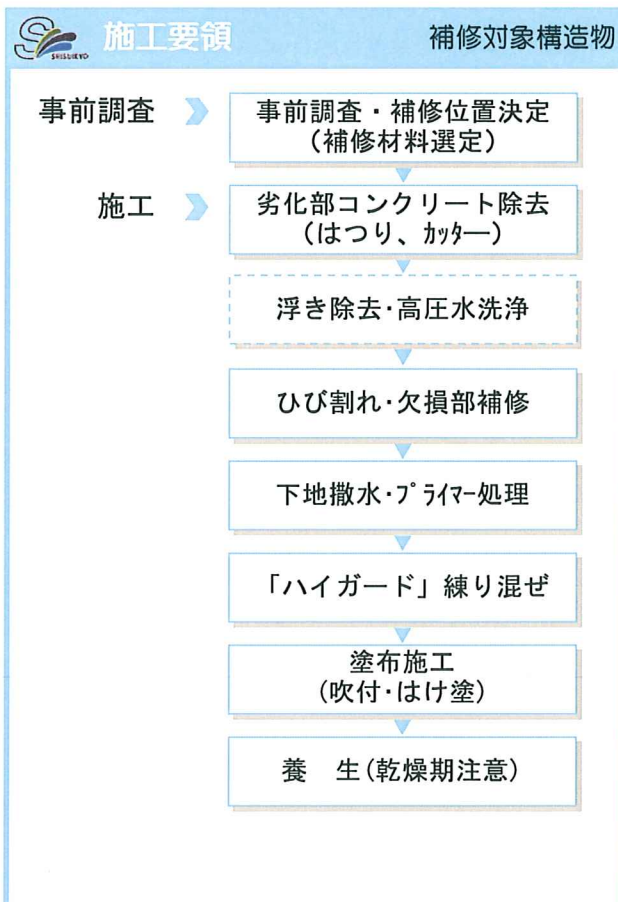 SHISUIKYO
施工要領
補修対象構造物
事前調査
事前調査・補修位置決定
(補修材料選定)
施工
劣化部コンクリート除去
(はつり、ｶｯﾀｰ)
浮き除去・高圧水洗浄
ひび割れ・欠損部補修
下地撒水・ﾌﾟﾗｲﾏｰ処理
「ハイガード」練り混ぜ
塗布施工
(吹付・はけ塗)
養　生(乾燥期注意)